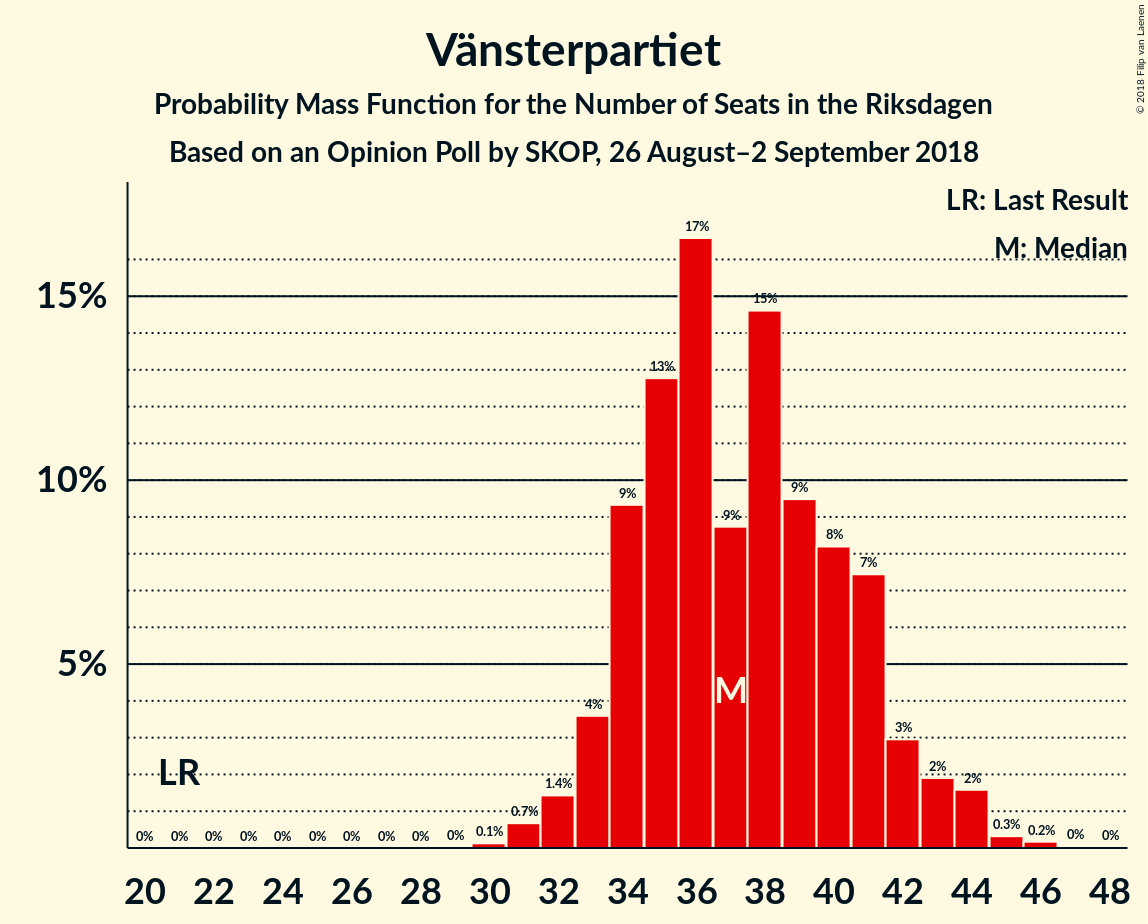 Vänsterpartiet
Probability Mass Function for the Number of Seats in the Riksdagen
Based on an Opinion Poll by SKOP, 26 August–2 September 2018
© 2018 Filip van Laenen
LR: Last Result
M: Median
15%
10%
5%
0% 0% 0% 0% 0% 0% 0% 0% 0% 0% 0.1% 0.7% 1.4% 4% 9% 13% 17% 9% 15% 9% 8% 7% 3% 2% 2% 0.3% 0.2% 0% 0%
LR
M
20 22 24 26 28 30 32 34 36 38 40 42 44 46 48